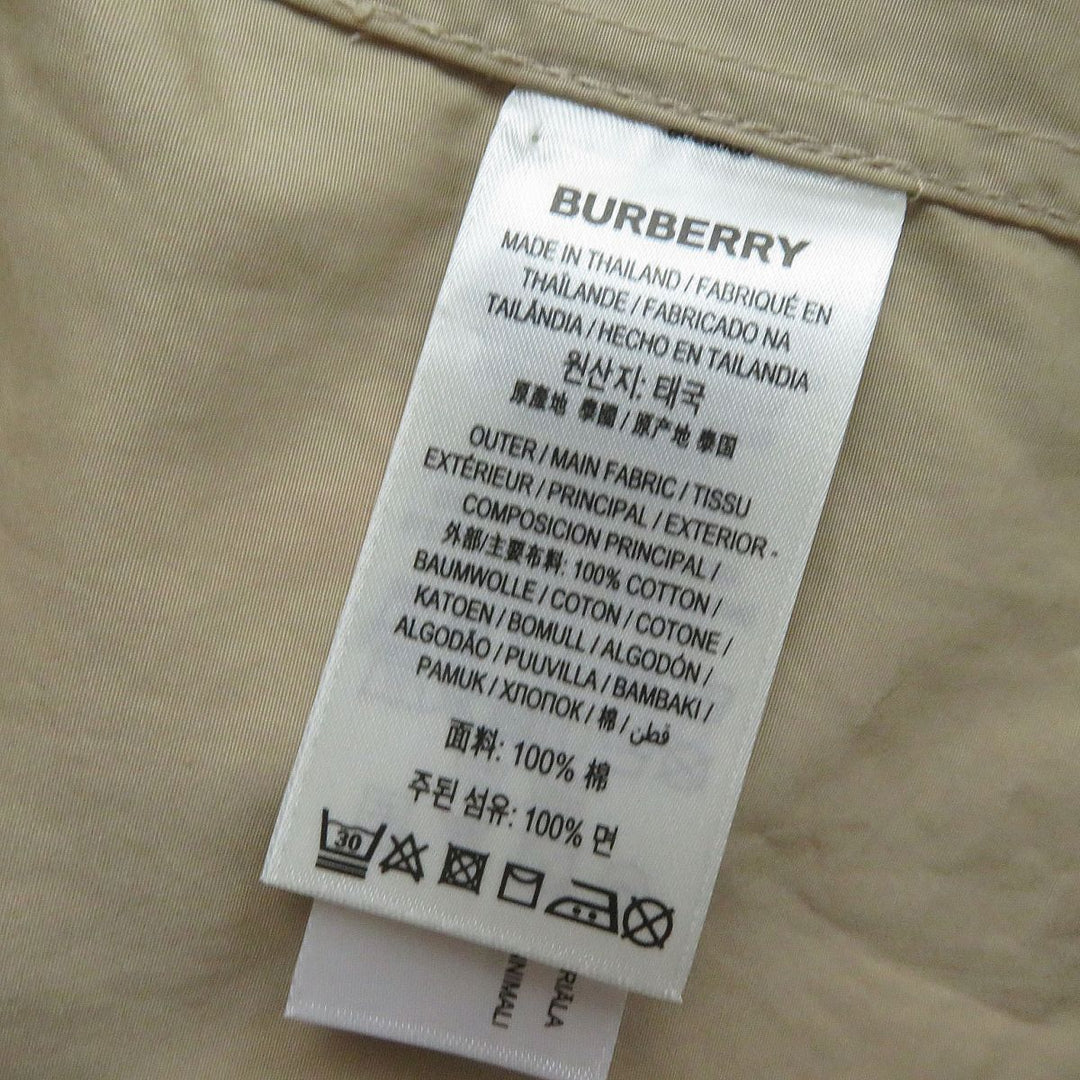 BURBERRY
MADE IN THAILAND / FABRIQUÉ EN
THAÏLANDE / FABRICADO NA
TAILÂNDIA / HECHO EN TAILANDIA
원산지: 태국
原產地 泰國 / 原产地 泰国
OUTER / MAIN FABRIC / TISSU
EXTÉRIEUR / PRINCIPAL / EXTERIOR -
COMPOSICION PRINCIPAL /
外部/主要布料: 100% COTTON /
BAUMWOLLE / COTON / COTONE /
KATOEN / BOMULL / ALGODÓN /
ALGODÃO / PUUVILLA / BAMBAKI /
PAMUK / ХЛОПОК / 棉 / قطن
面料: 100% 棉
주된 섬유: 100% 면
30
RIALA
NIMALI